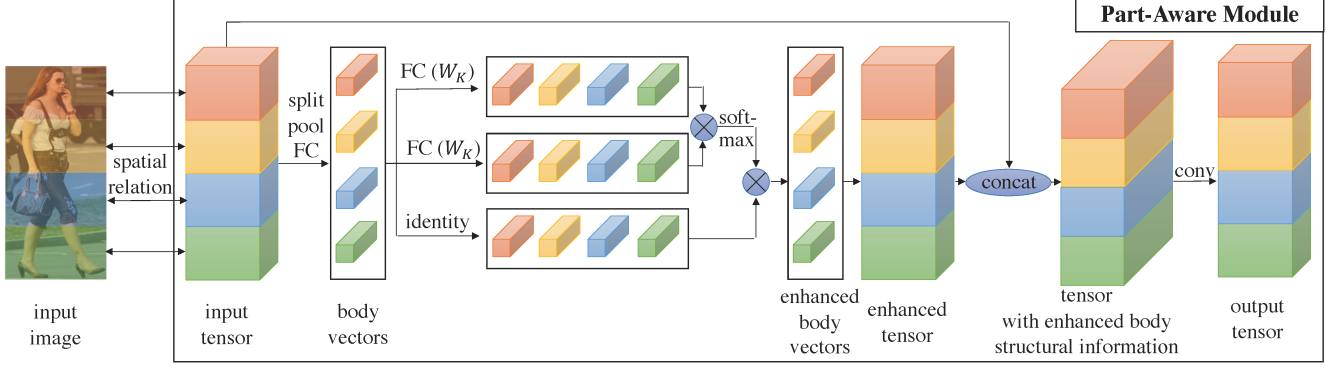 Part-Aware Module
spatial
relation
split
pool
FC
FC (W_K)
FC (W_K)
identity
soft-
max
concat
conv
input
image
input
tensor
body
vectors
enhanced
body
vectors
enhanced
tensor
tensor
with enhanced body
structural information
output
tensor